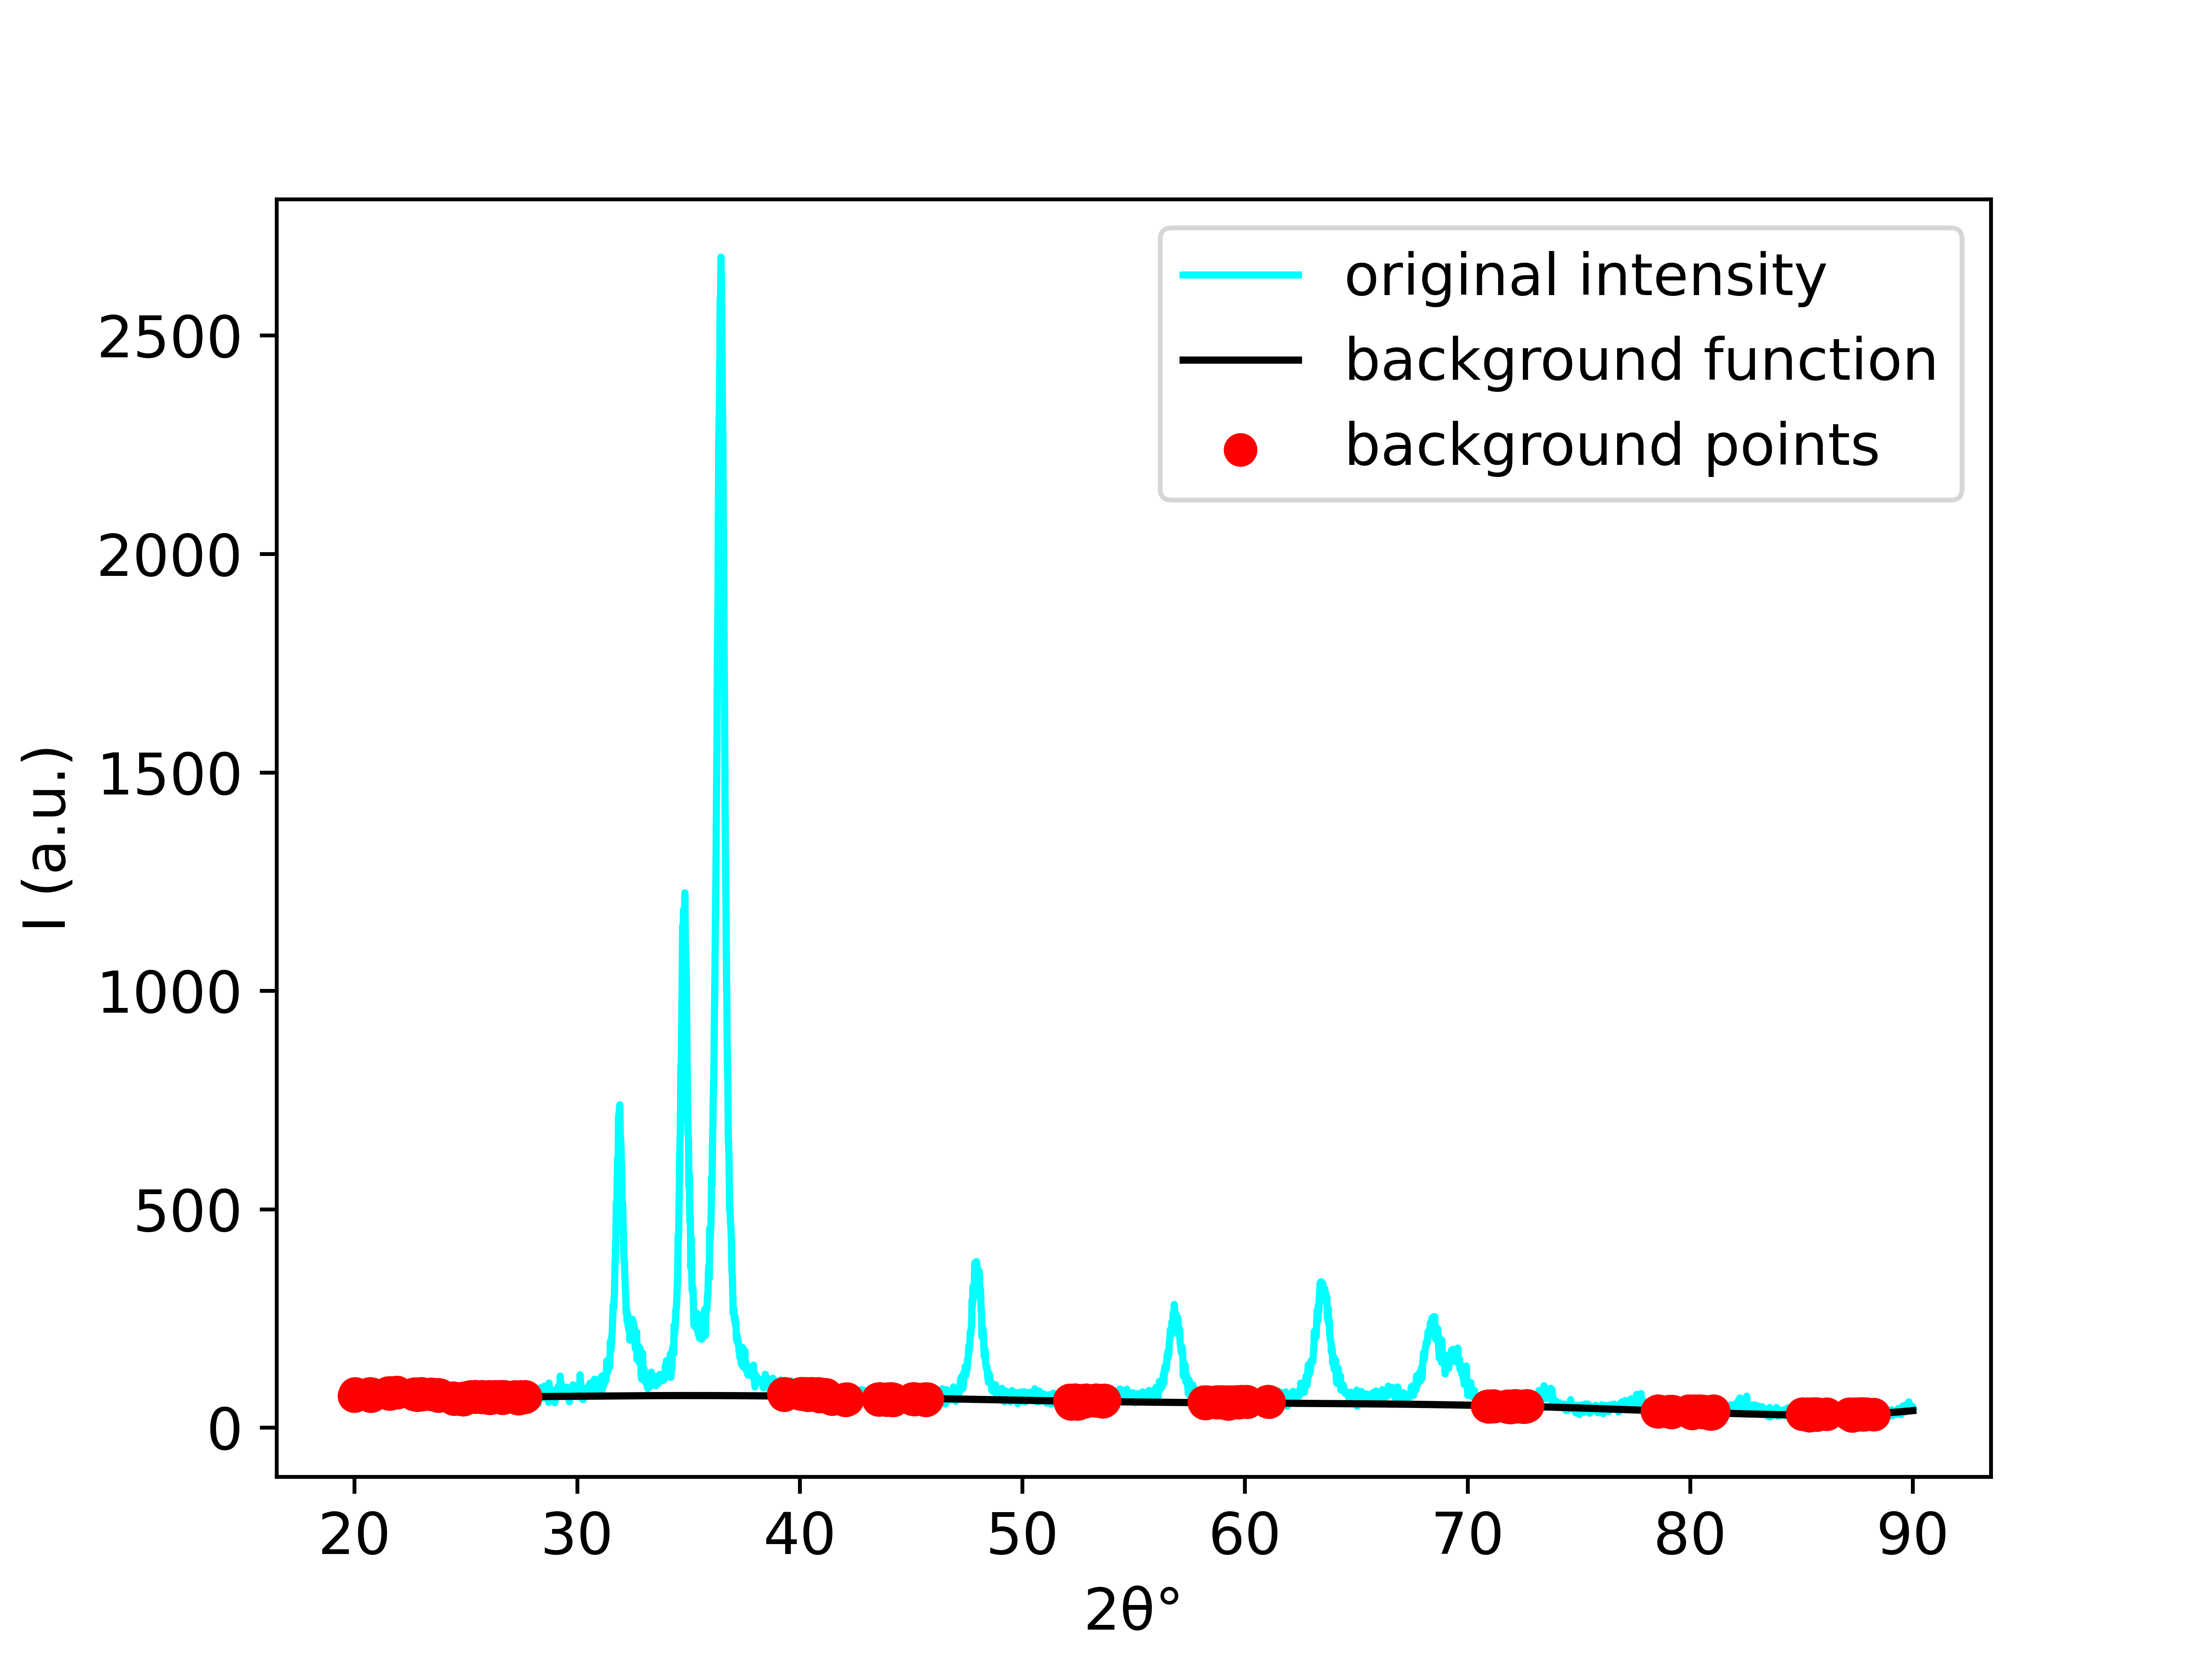 original intensity
background function
background points
2500
2000
1500
1000
500
0
I (a.u.)
20 30 40 50 60 70 80 90
2θ°